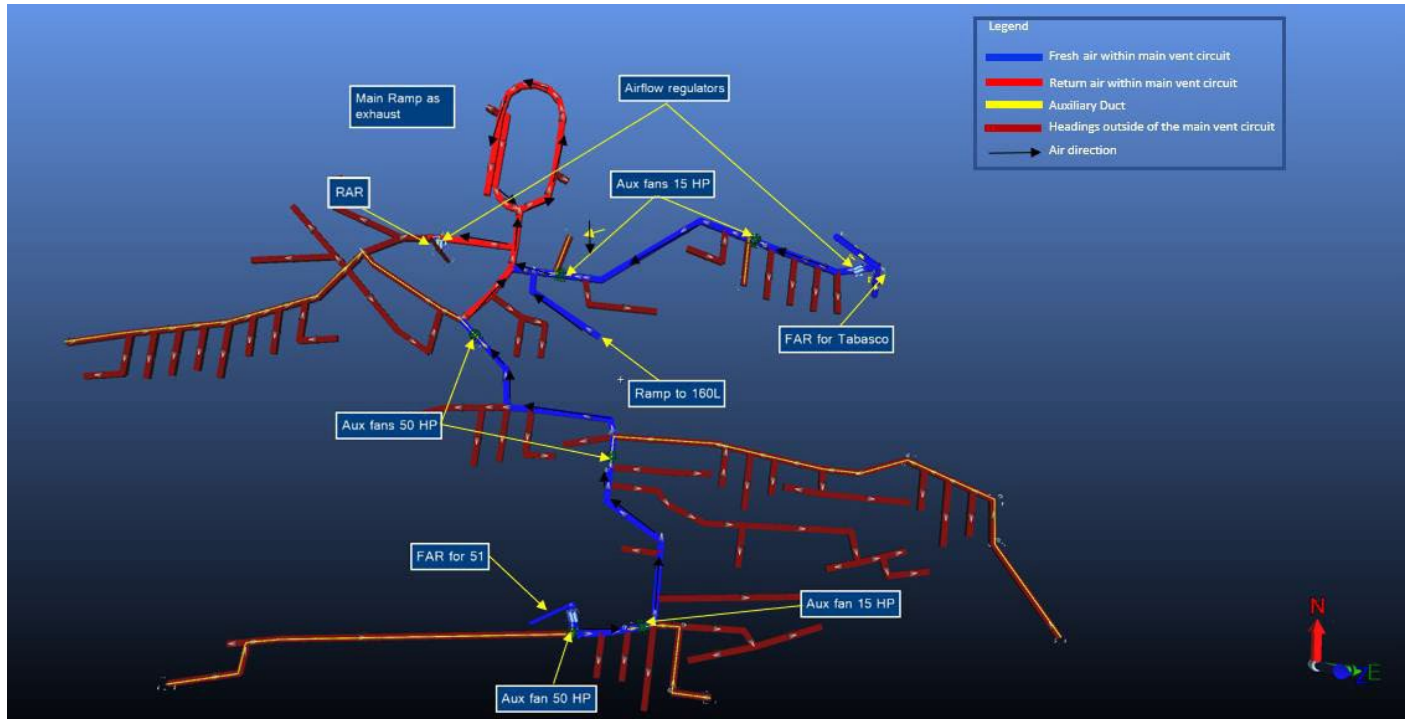 Legend
Fresh air within main vent circuit
Return air within main vent circuit
Auxiliary Duct
Headings outside of the main vent circuit
Air direction
Main Ramp as
exhaust
Airflow regulators
RAR
Aux fans 15 HP
FAR for Tabasco
Ramp to 160L
Aux fans 50 HP
FAR for 51
Aux fan 15 HP
Aux fan 50 HP
N
E